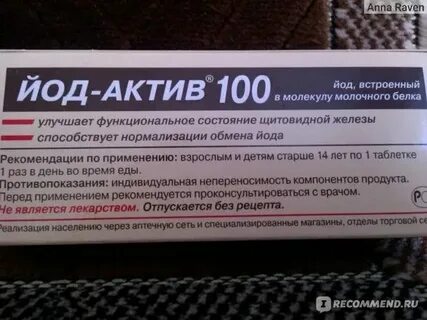 Anna Raven
ЙОД-АКТИВ® 100
йод, встроенный
в молекулу молочного белка
улучшает функциональное состояние щитовидной железы
способствует нормализации обмена йода
Рекомендации по применению: взрослым и детям старше 14 лет по 1 таблетке
1 раз в день во время еды.
Противопоказания: индивидуальная непереносимость компонентов продукта.
Перед применением рекомендуется проконсультироваться с врачом.
Не является лекарством. Отпускается без рецепта.
Реализация населению через аптечную сеть и специализированные магазины, отделы торговой се
IRECOMMEND.RU